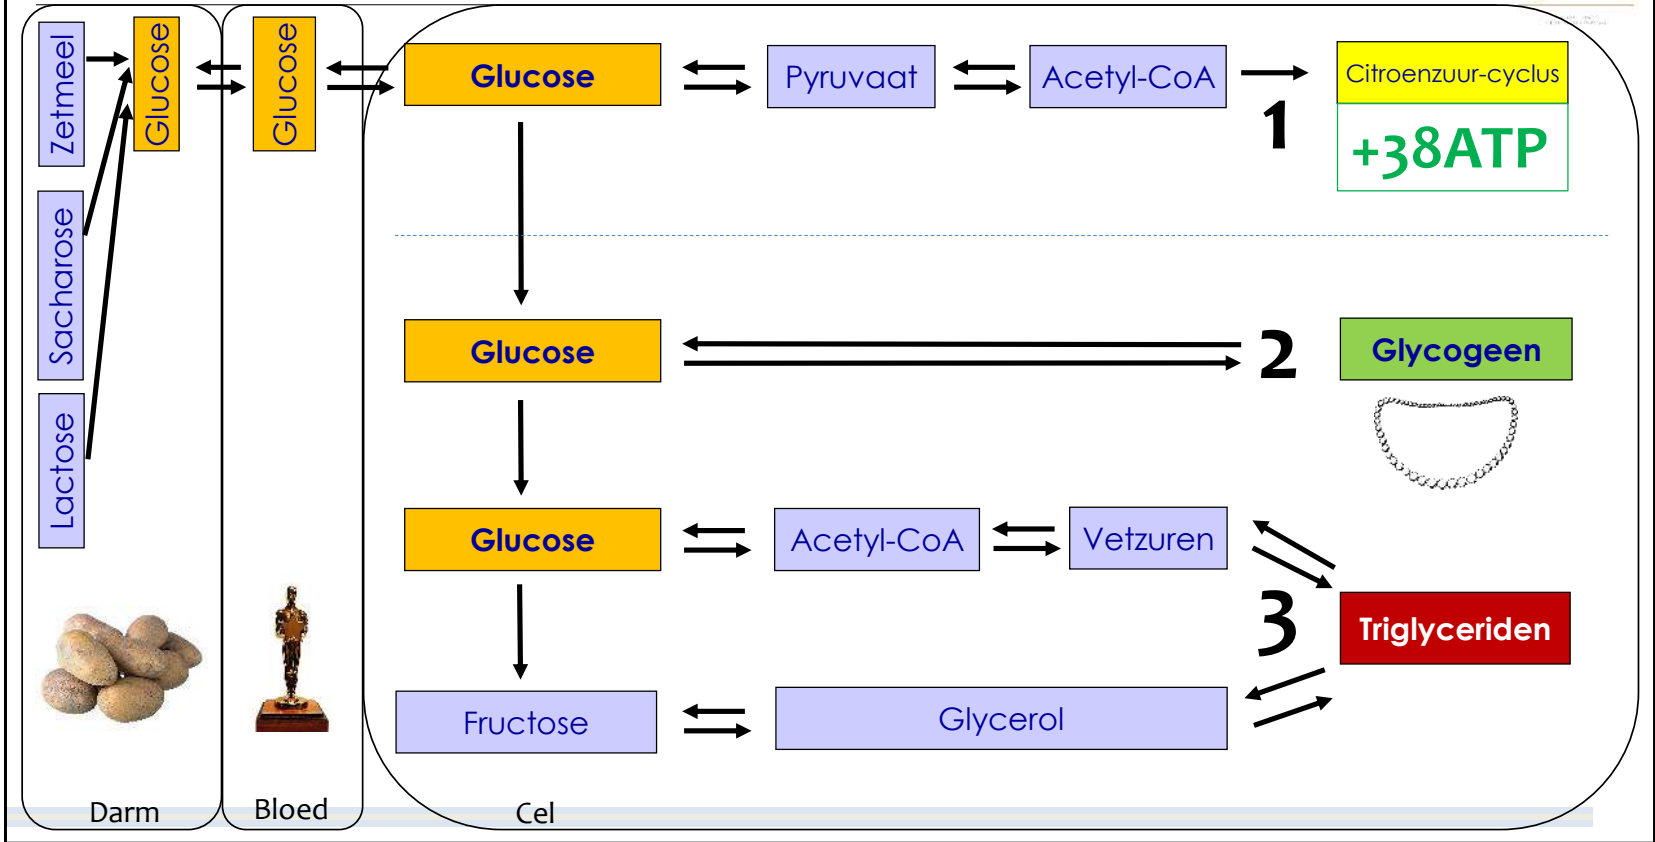 Zetmeel
Sacharose
Lactose
Glucose
Glucose
Glucose
Pyruvaat
Acetyl-CoA
1
Citroenzuur-cyclus
+38ATP
Glucose
2
Glycogeen
Glucose
Acetyl-CoA
Vetzuren
3
Triglyceriden
Fructose
Glycerol
Darm
Bloed
Cel